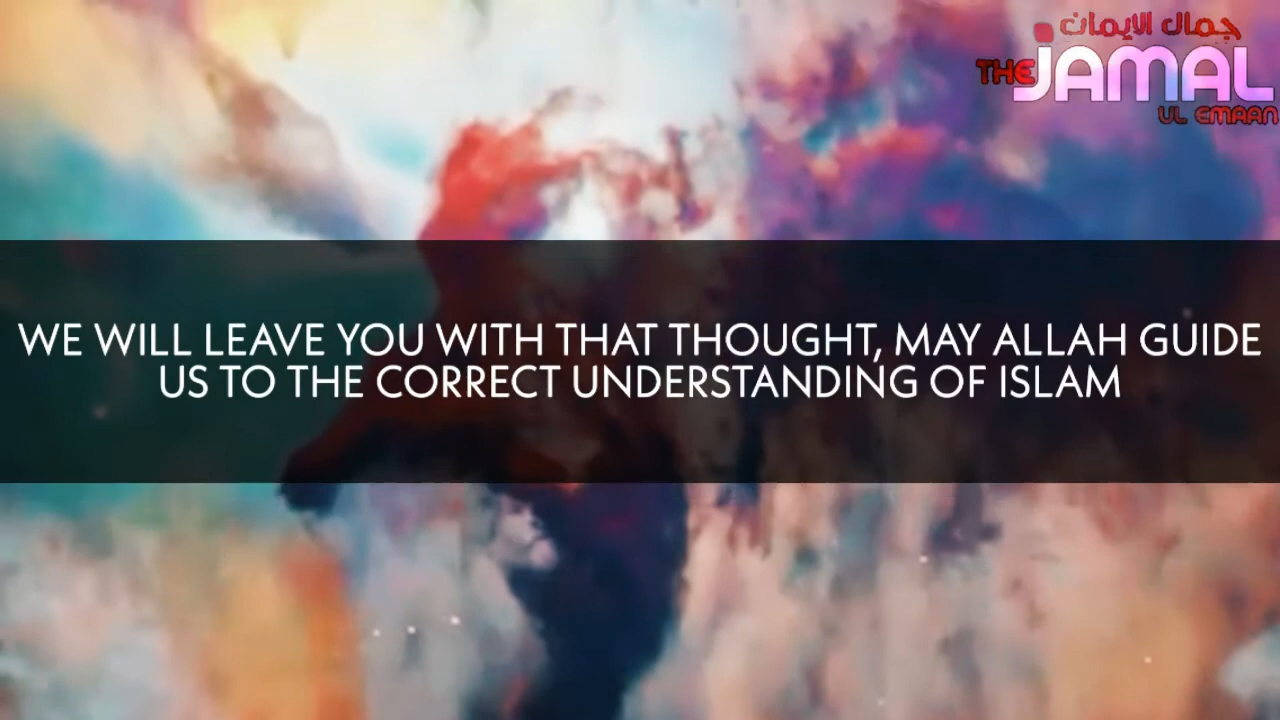 جمال الايمان
THE JAMAL
UL EMAAN
WE WILL LEAVE YOU WITH THAT THOUGHT, MAY ALLAH GUIDE
US TO THE CORRECT UNDERSTANDING OF ISLAM